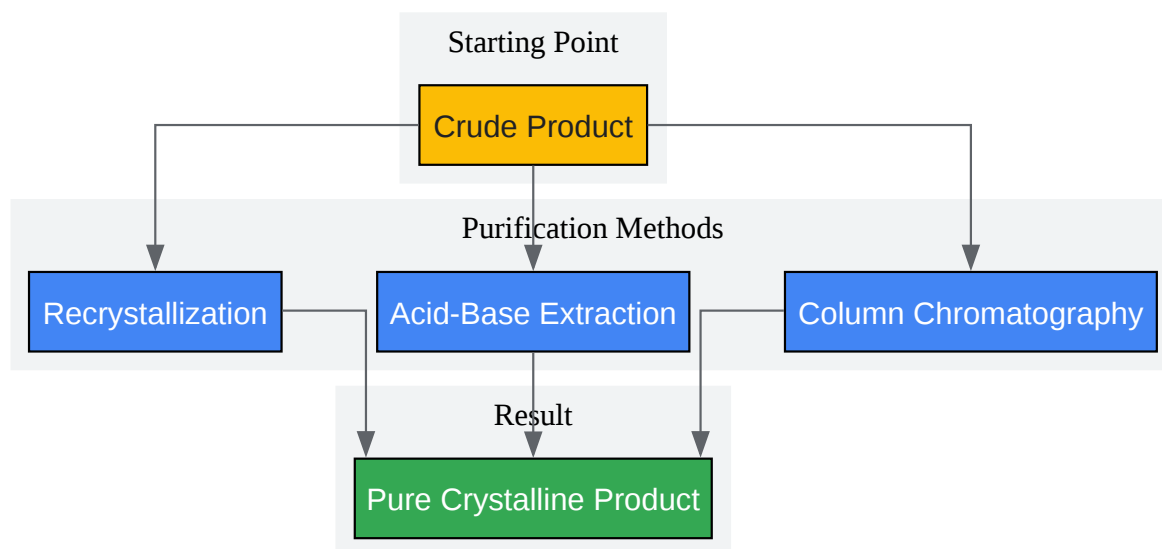 Starting Point
Crude Product
Purification Methods
Recrystallization
Acid-Base Extraction
Column Chromatography
Result
Pure Crystalline Product